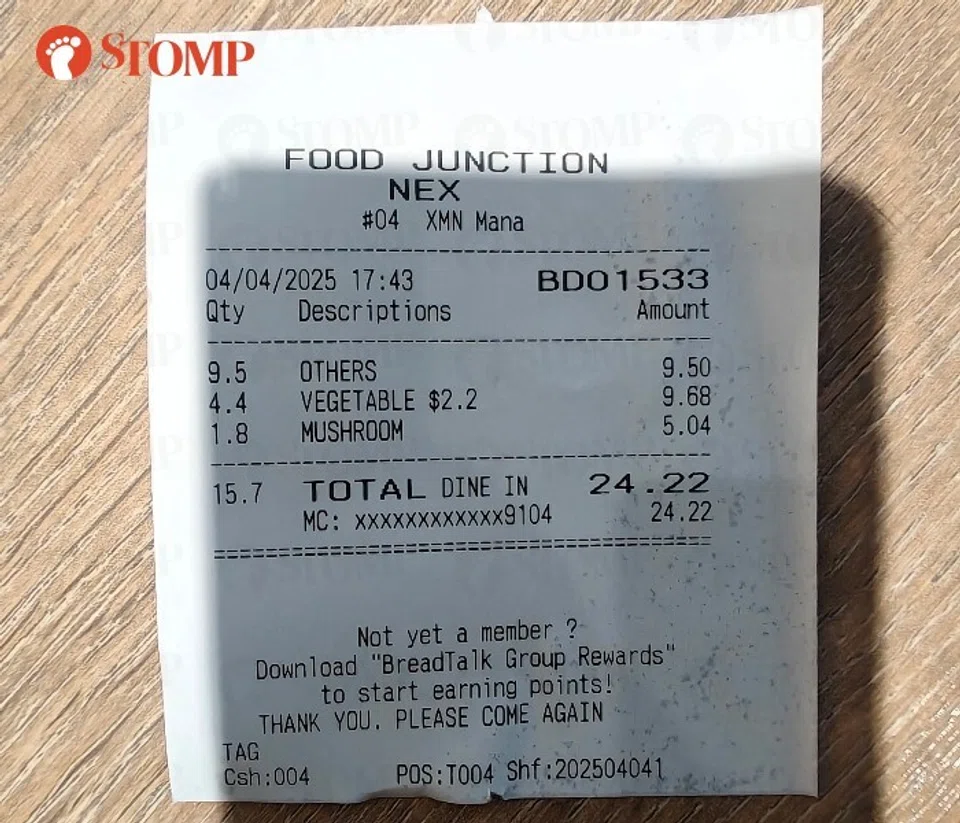 STOMP
FOOD JUNCTION
NEX
#04 XMN Mana
04/04/2025 17:43 BD01533
Qty Descriptions Amount
9.5 OTHERS 9.50
4.4 VEGETABLE $2.2 9.68
1.8 MUSHROOM 5.04
15.7 TOTAL DINE IN 24.22
MC: xxxxxxxxxxxx9104 24.22
Not yet a member ?
Download "BreadTalk Group Rewards"
to start earning points!
THANK YOU. PLEASE COME AGAIN
TAG
Csh:004 POS:T004 Shf:202504041